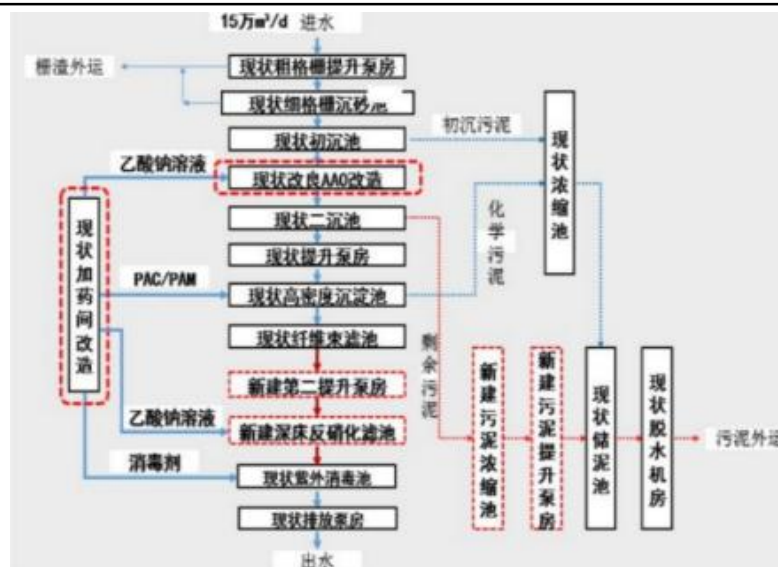 15万m³/d 进水
栅渣外运
现状粗格栅提升泵房
现状细格栅沉砂池
现状初沉池
初沉污泥
现状浓缩池
乙酸钠溶液
现状改良AAO改造
现状二沉池
化学污泥
现状加药间改造
现状提升泵房
PAC/PAM
现状高密度沉淀池
现状纤维束滤池
剩余污泥
新建第二提升泵房
新建污泥浓缩池
新建污泥提升泵房
现状储泥池
现状脱水机房
乙酸钠溶液
新建深床反硝化滤池
污泥外运
消毒剂
现状紫外消毒池
现状排放泵房
出水